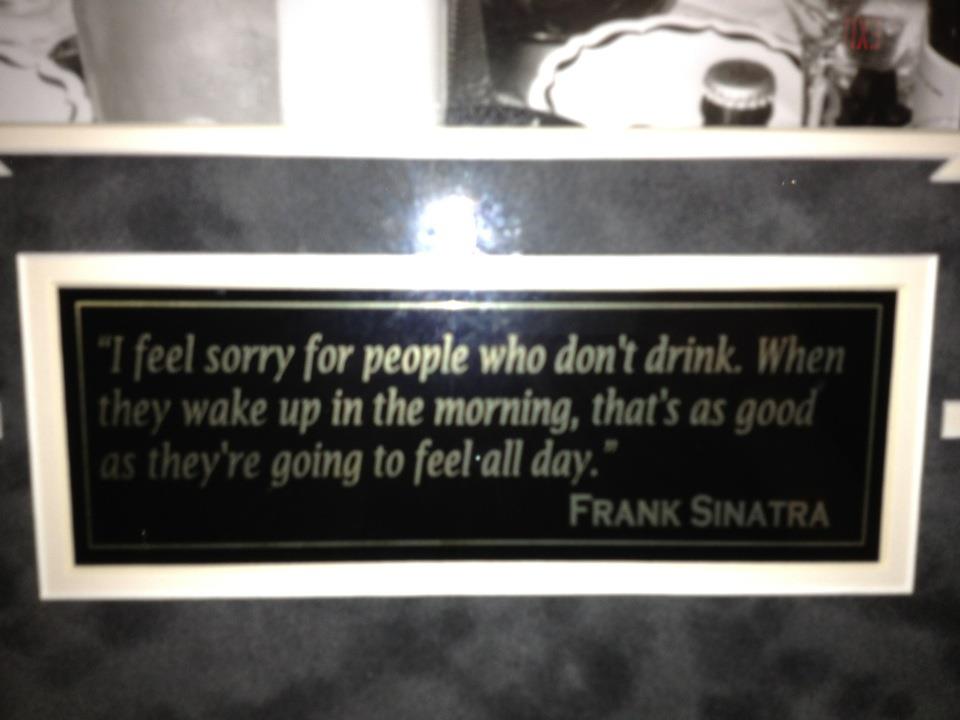 “I feel sorry for people who don't drink. When
they wake up in the morning, that's as good
as they're going to feel all day.”
FRANK SINATRA